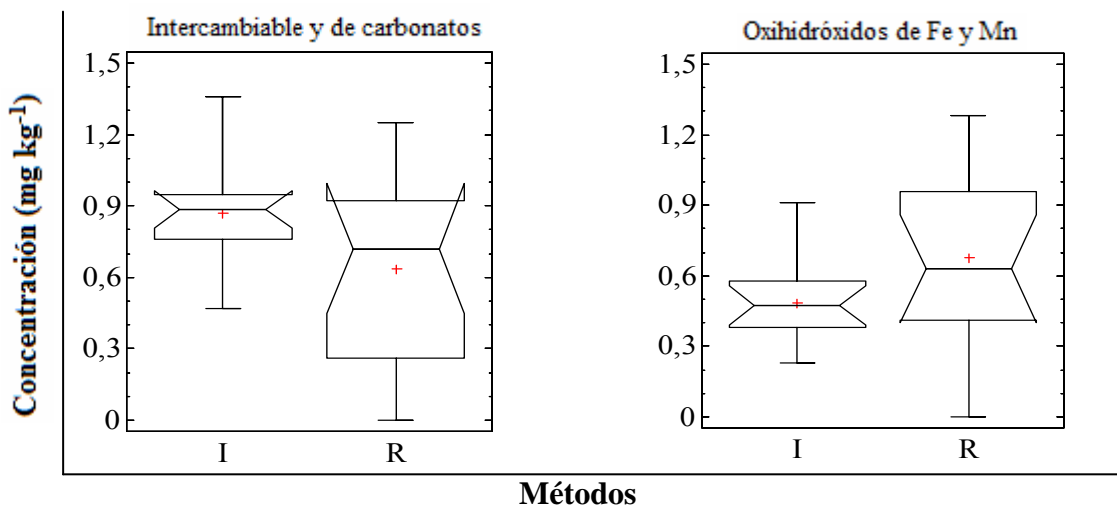 Intercambiable y de carbonatos
Oxihidróxidos de Fe y Mn
Concentración (mg kg⁻¹)
1,5
1,2
0,9
0,6
0,3
0
I R
1,5
1,2
0,9
0,6
0,3
0
I R
Métodos